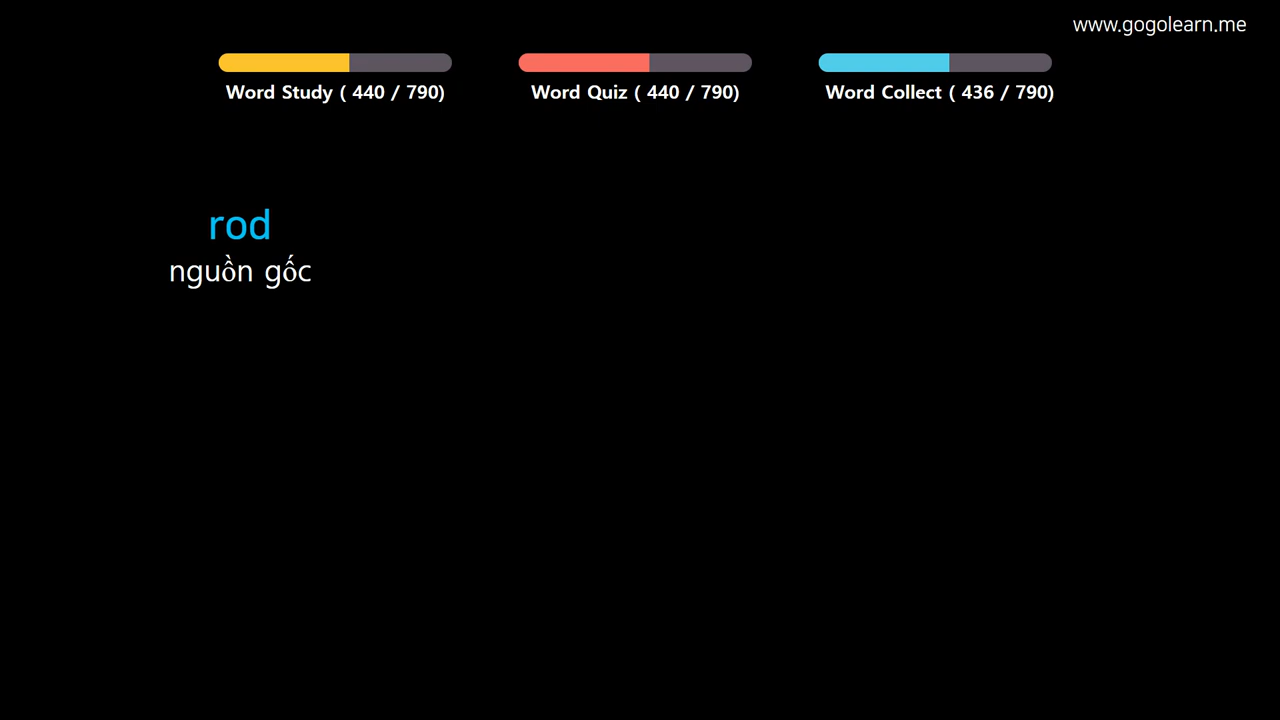 www.gogolearn.me
Word Study ( 440 / 790)
Word Quiz ( 440 / 790)
Word Collect ( 436 / 790)
rod
nguồn gốc